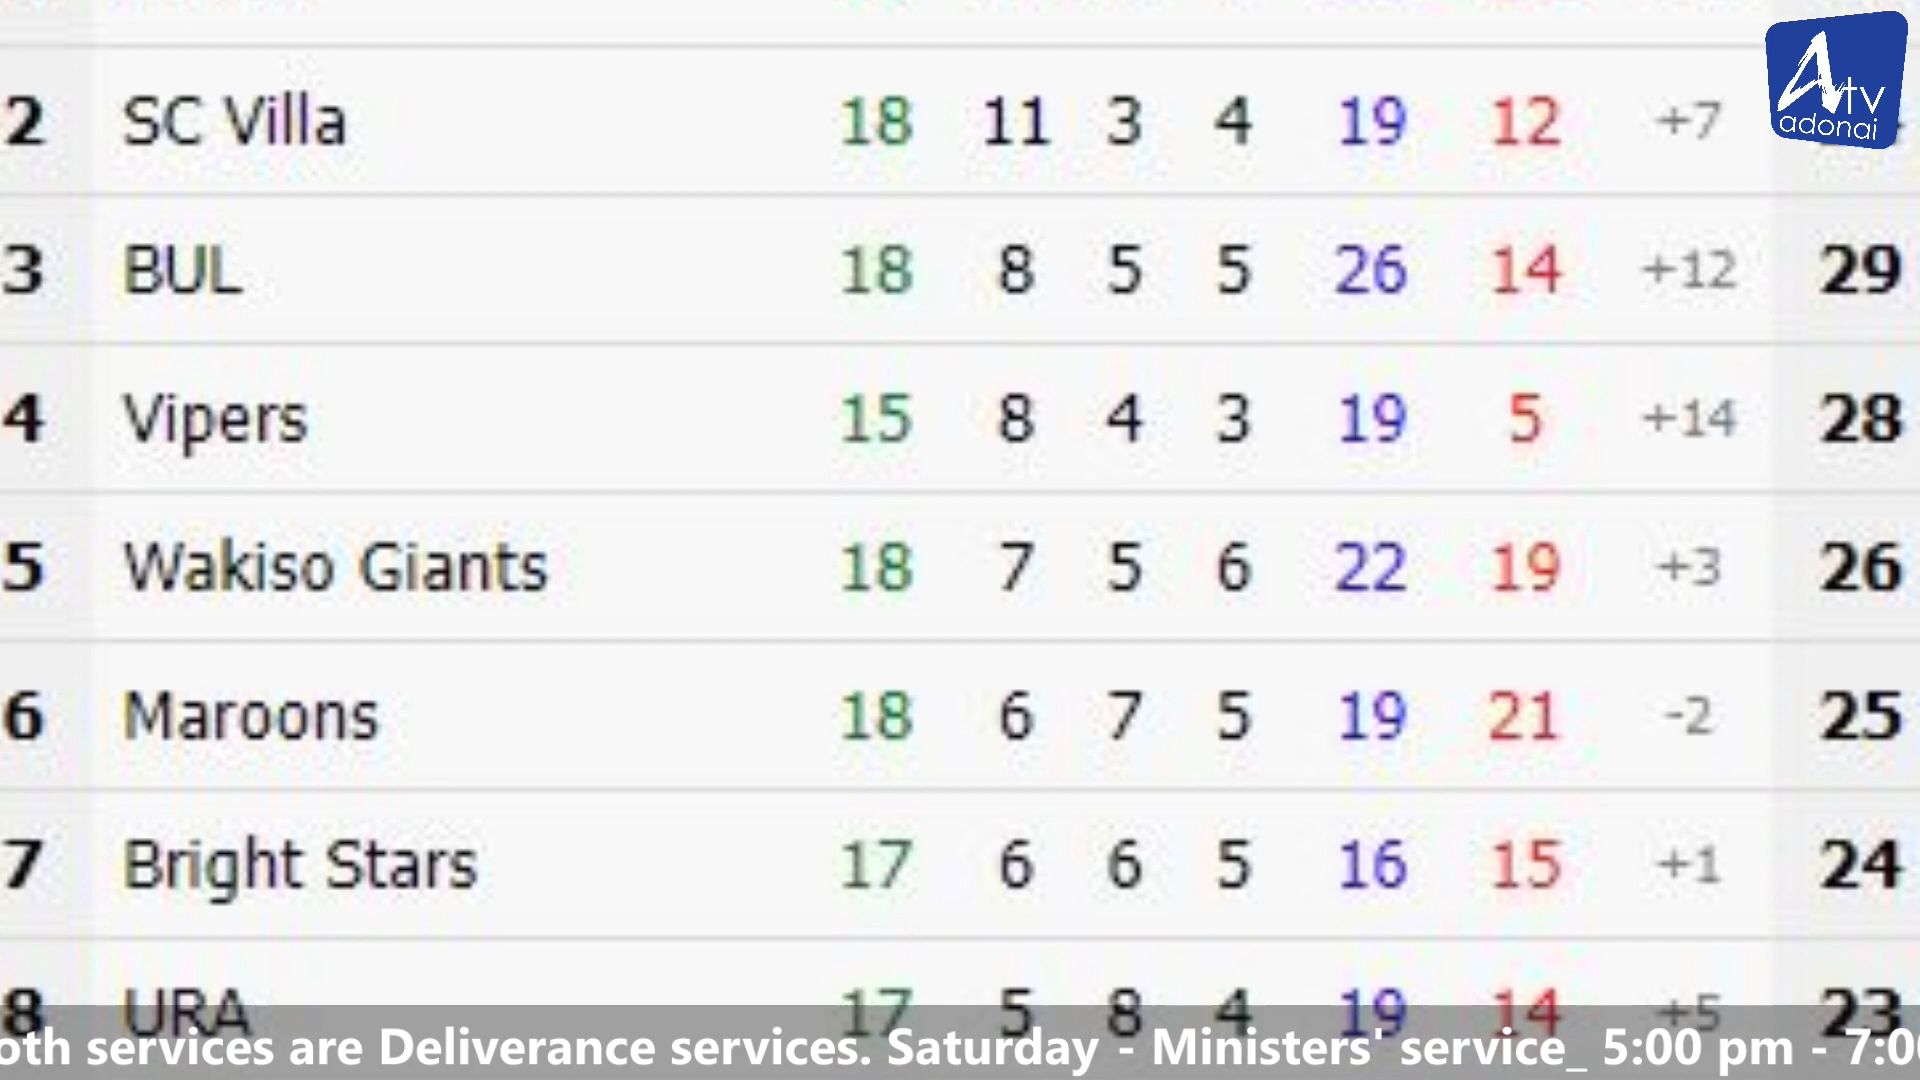 2 SC Villa 18 11 3 4 19 12 +7
3 BUL 18 8 5 5 26 14 +12 29
4 Vipers 15 8 4 3 19 5 +14 28
5 Wakiso Giants 18 7 5 6 22 19 +3 26
6 Maroons 18 6 7 5 19 21 -2 25
7 Bright Stars 17 6 6 5 16 15 +1 24
8 URA 17 5 8 4 19 14 +5 23
Atv
adonai
oth services are Deliverance services. Saturday - Ministers' service_ 5:00 pm - 7:0